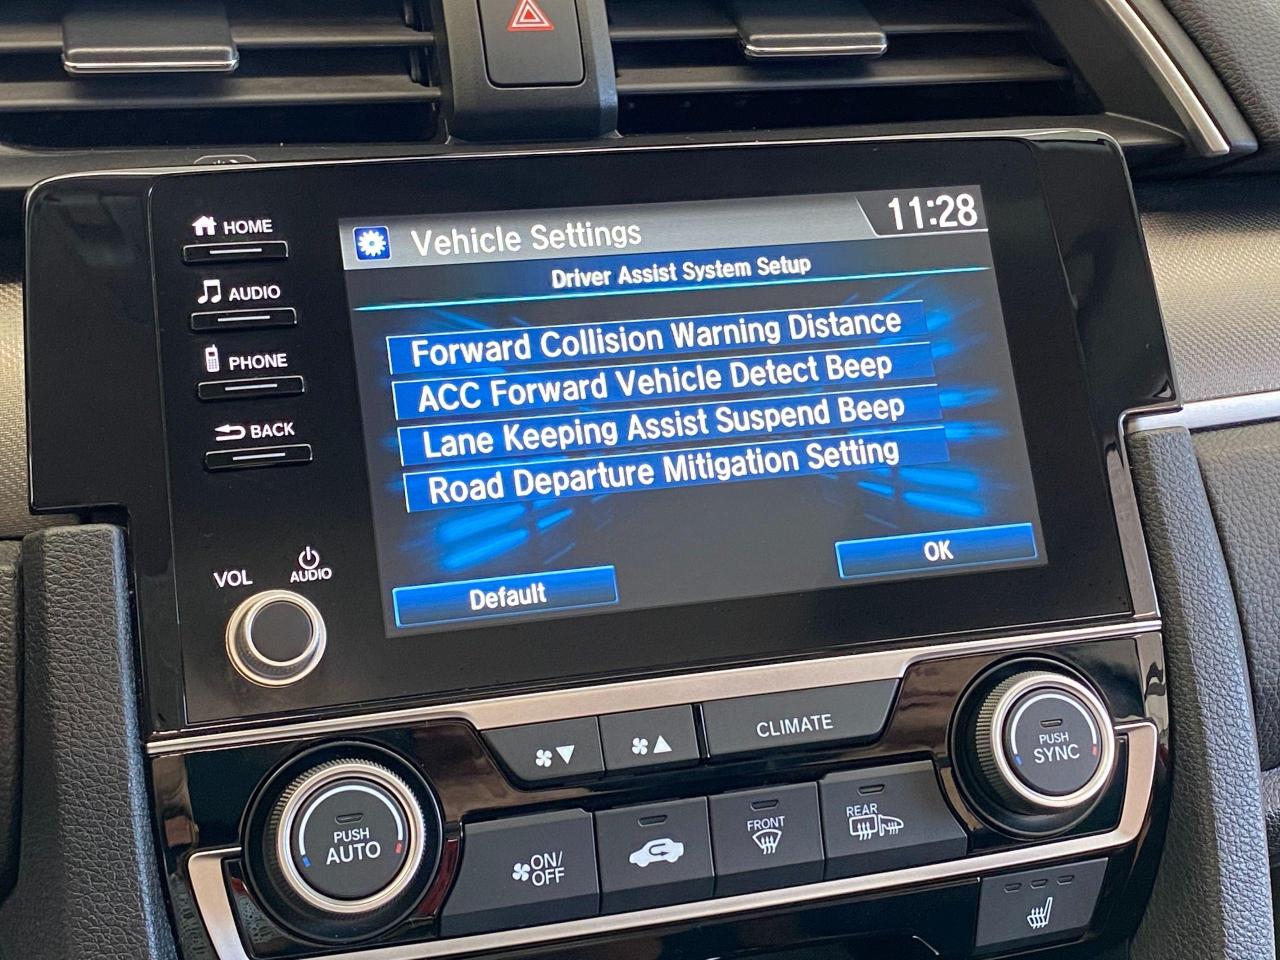 HOME
AUDIO
PHONE
BACK
VOL
AUDIO
Vehicle Settings
11:28
Driver Assist System Setup
Forward Collision Warning Distance
ACC Forward Vehicle Detect Beep
Lane Keeping Assist Suspend Beep
Road Departure Mitigation Setting
Default
OK
CLIMATE
PUSH
AUTO
ON/
OFF
FRONT
REAR
PUSH
SYNC